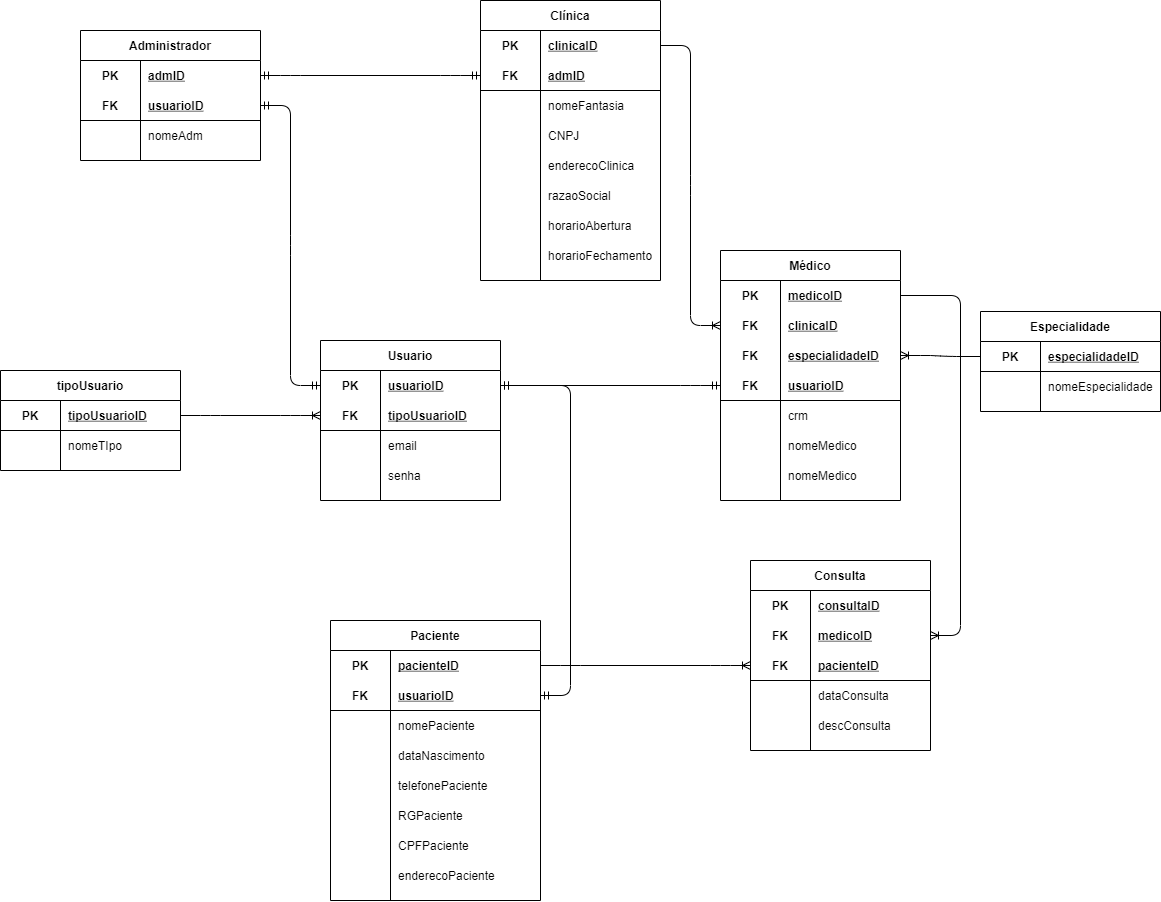 Clínica
PK clinicaID
FK admID
nomeFantasia
CNPJ
enderecoClinica
razaoSocial
horarioAbertura
horarioFechamento
Administrador
PK admID
FK usuarioID
nomeAdm
Médico
PK medicoID
FK clinicaID
FK especialidadeID
FK usuarioID
crm
nomeMedico
nomeMedico
Especialidade
PK especialidadeID
nomeEspecialidade
Usuario
PK usuarioID
FK tipoUsuarioID
email
senha
tipoUsuario
PK tipoUsuarioID
nomeTIpo
Consulta
PK consultaID
FK medicoID
FK pacienteID
dataConsulta
descConsulta
Paciente
PK pacienteID
FK usuarioID
nomePaciente
dataNascimento
telefonePaciente
RGPaciente
CPFPaciente
enderecoPaciente